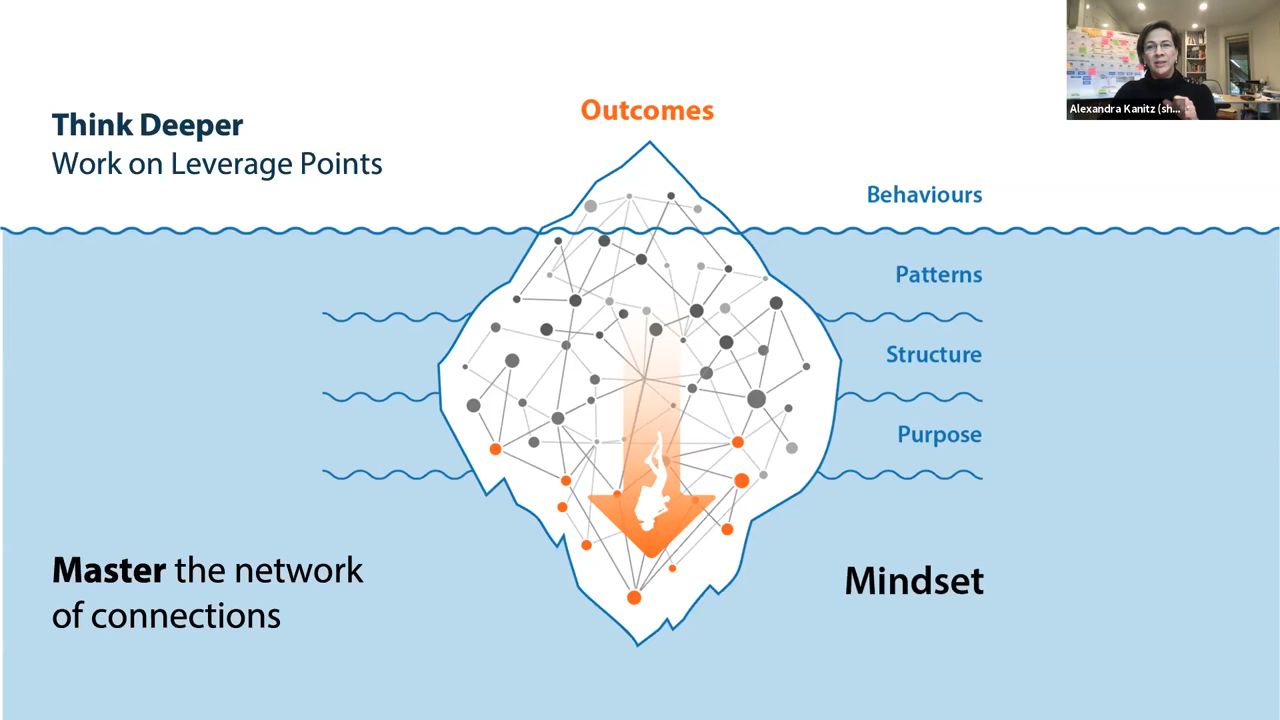 Alexandra Kanitz (sh...
Think Deeper
Work on Leverage Points
Outcomes
Behaviours
Patterns
Structure
Purpose
Master the network
of connections
Mindset